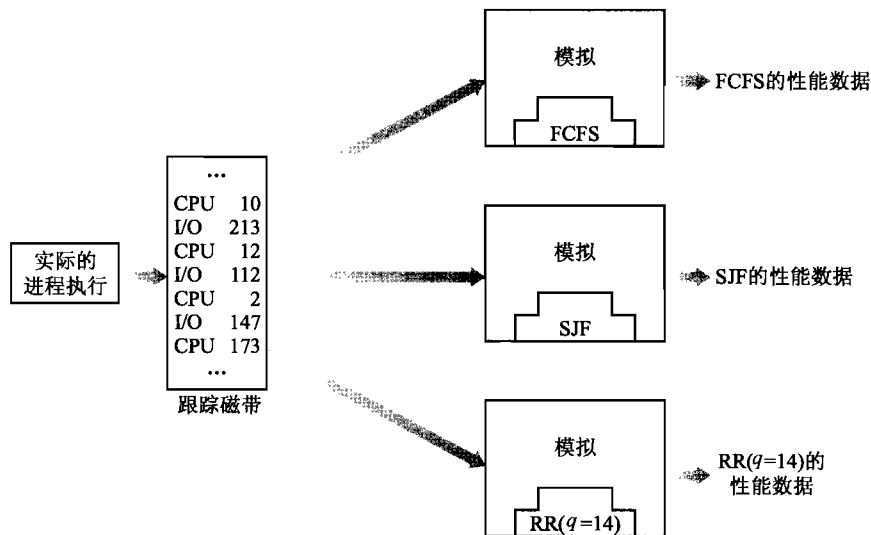 实际的
进程执行
...
CPU 10
I/O 213
CPU 12
I/O 112
CPU 2
I/O 147
CPU 173
...
跟踪磁带
模拟
FCFS
FCFS的性能数据
模拟
SJF
SJF的性能数据
模拟
RR(q=14)
RR(q=14)的
性能数据